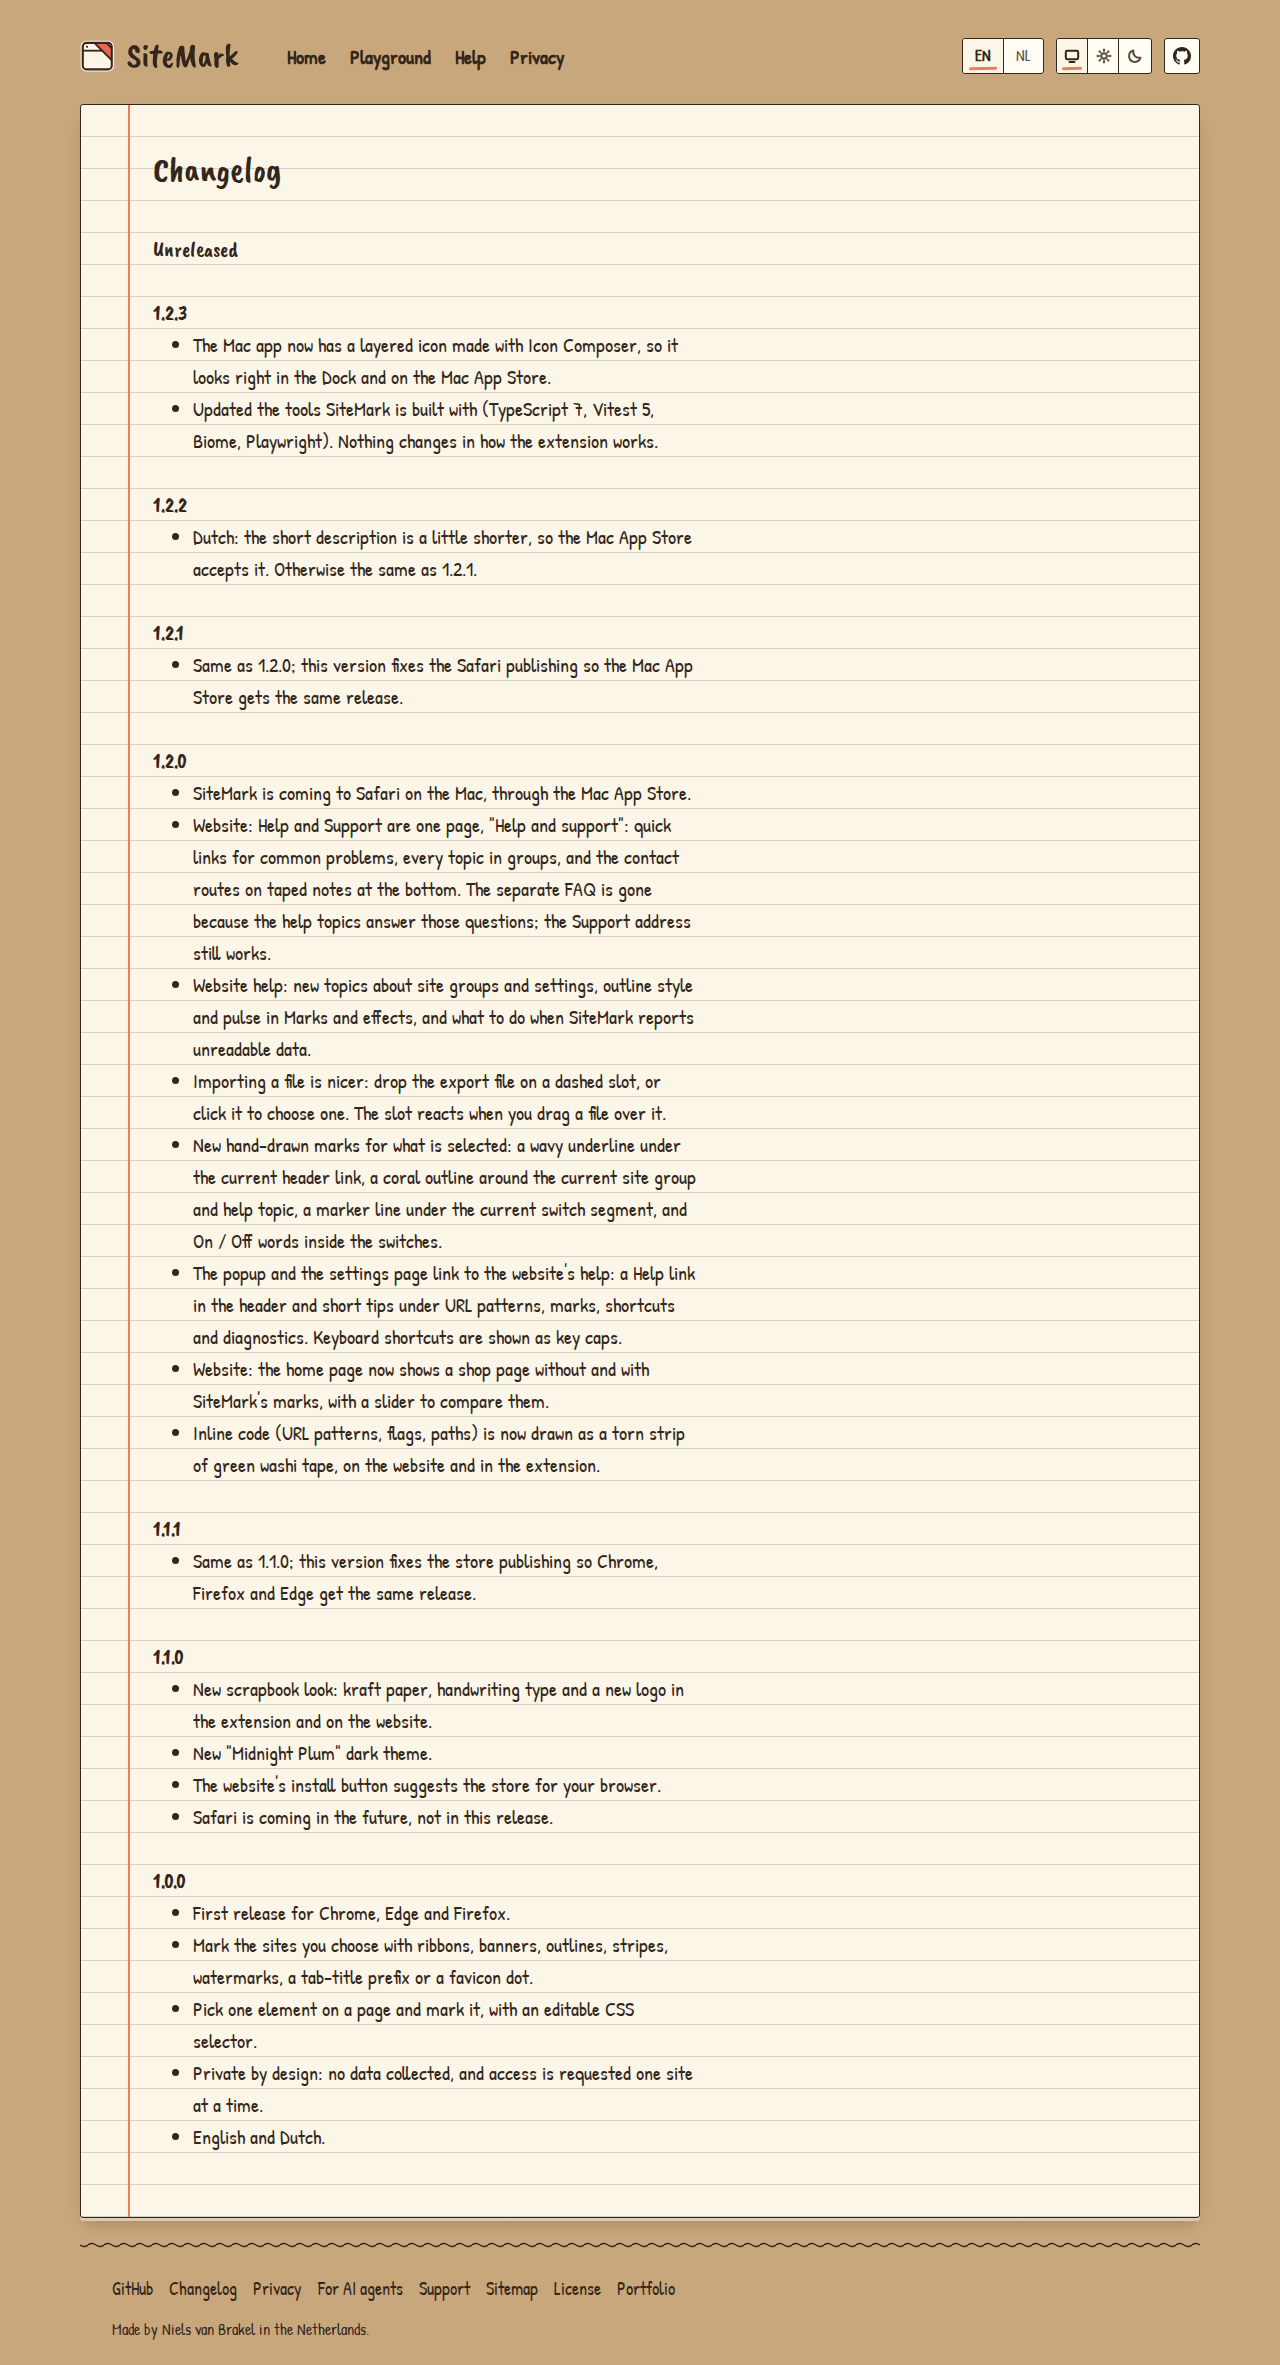 SiteMark
Home Playground Help Privacy
EN NL
Changelog
Unreleased
1.2.3
The Mac app now has a layered icon made with Icon Composer, so it
looks right in the Dock and on the Mac App Store.
Updated the tools SiteMark is built with (TypeScript 7, Vitest 5,
Biome, Playwright). Nothing changes in how the extension works.
1.2.2
Dutch: the short description is a little shorter, so the Mac App Store
accepts it. Otherwise the same as 1.2.1.
1.2.1
Same as 1.2.0; this version fixes the Safari publishing so the Mac App
Store gets the same release.
1.2.0
SiteMark is coming to Safari on the Mac, through the Mac App Store.
Website: Help and Support are one page, "Help and support": quick
links for common problems, every topic in groups, and the contact
routes on taped notes at the bottom. The separate FAQ is gone
because the help topics answer those questions; the Support address
still works.
Website help: new topics about site groups and settings, outline style
and pulse in Marks and effects, and what to do when SiteMark reports
unreadable data.
Importing a file is nicer: drop the export file on a dashed slot, or
click it to choose one. The slot reacts when you drag a file over it.
New hand-drawn marks for what is selected: a wavy underline under
the current header link, a coral outline around the current site group
and help topic, a marker line under the current switch segment, and
On / Off words inside the switches.
The popup and the settings page link to the website's help: a Help link
in the header and short tips under URL patterns, marks, shortcuts
and diagnostics. Keyboard shortcuts are shown as key caps.
Website: the home page now shows a shop page without and with
SiteMark's marks, with a slider to compare them.
Inline code (URL patterns, flags, paths) is now drawn as a torn strip
of green washi tape, on the website and in the extension.
1.1.1
Same as 1.1.0; this version fixes the store publishing so Chrome,
Firefox and Edge get the same release.
1.1.0
New scrapbook look: kraft paper, handwriting type and a new logo in
the extension and on the website.
New "Midnight Plum" dark theme.
The website's install button suggests the store for your browser.
Safari is coming in the future, not in this release.
1.0.0
First release for Chrome, Edge and Firefox.
Mark the sites you choose with ribbons, banners, outlines, stripes,
watermarks, a tab-title prefix or a favicon dot.
Pick one element on a page and mark it, with an editable CSS
selector.
Private by design: no data collected, and access is requested one site
at a time.
English and Dutch.
GitHub Changelog Privacy For AI agents Support Sitemap License Portfolio
Made by Niels van Brakel in the Netherlands.